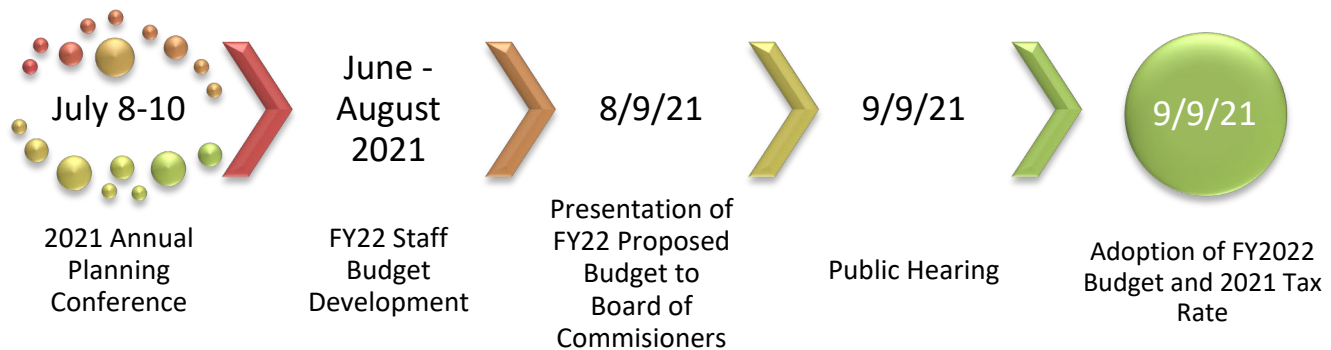 July 8-10
2021 Annual
Planning
Conference
June -
August
2021
FY22 Staff
Budget
Development
8/9/21
Presentation of
FY22 Proposed
Budget to
Board of
Commisioners
9/9/21
Public Hearing
9/9/21
Adoption of FY2022
Budget and 2021 Tax
Rate